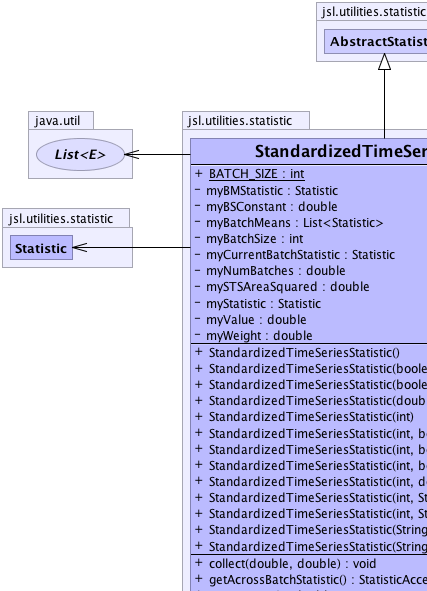 jsl.utilities.statistic
AbstractStatist
java.util
List<E>
jsl.utilities.statistic
StandardizedTimeSeri
+ BATCH_SIZE : int
− myBMStatistic : Statistic
− myBSConstant : double
− myBatchMeans : List<Statistic>
− myBatchSize : int
− myCurrentBatchStatistic : Statistic
− myNumBatches : double
− mySTSAreaSquared : double
− myStatistic : Statistic
− myValue : double
− myWeight : double
jsl.utilities.statistic
Statistic
+ StandardizedTimeSeriesStatistic()
+ StandardizedTimeSeriesStatistic(boole
+ StandardizedTimeSeriesStatistic(boole
+ StandardizedTimeSeriesStatistic(doub
+ StandardizedTimeSeriesStatistic(int)
+ StandardizedTimeSeriesStatistic(int, b
+ StandardizedTimeSeriesStatistic(int, b
+ StandardizedTimeSeriesStatistic(int, b
+ StandardizedTimeSeriesStatistic(int, d
+ StandardizedTimeSeriesStatistic(int, S
+ StandardizedTimeSeriesStatistic(int, S
+ StandardizedTimeSeriesStatistic(String
+ StandardizedTimeSeriesStatistic(String
+ collect(double, double) : void
+ getAcrossBatchStatistic() : StatisticAcce